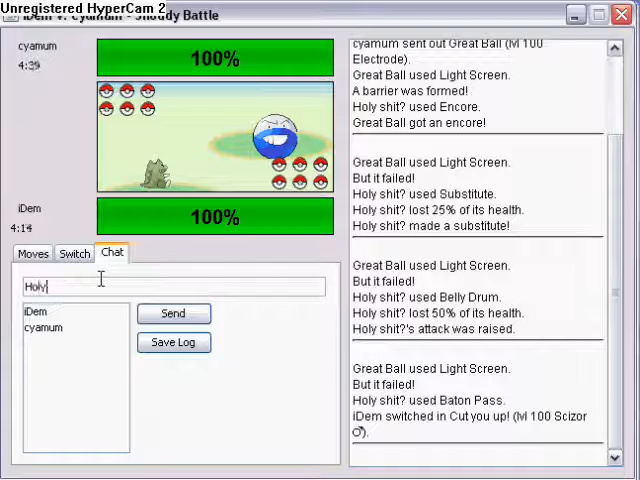 Unregistered HyperCam 2
iDem v. cyamum - Shoddy Battle
cyamum
4:39
100%
iDem
4:14
100%
Moves
Switch
Chat
Holy
iDem
cyamum
Send
Save Log
cyamum sent out Great Ball (lvl 100
Electrode).
Great Ball used Light Screen.
A barrier was formed!
Holy shit? used Encore.
Great Ball got an encore!
Great Ball used Light Screen.
But it failed!
Holy shit? used Substitute.
Holy shit? lost 25% of its health.
Holy shit? made a substitute!
Great Ball used Light Screen.
But it failed!
Holy shit? used Belly Drum.
Holy shit? lost 50% of its health.
Holy shit?'s attack was raised.
Great Ball used Light Screen.
But it failed!
Holy shit? used Baton Pass.
iDem switched in Cut you up! (lvl 100 Scizor
♂).